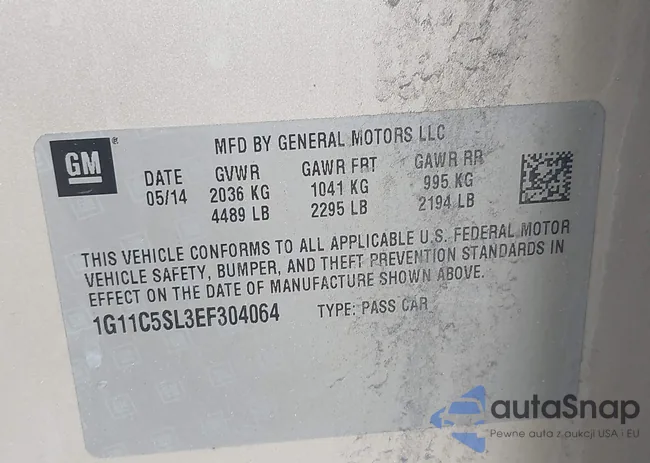 GM®
MFD BY GENERAL MOTORS LLC
DATE GVWR GAWR FRT GAWR RR
05/14 2036 KG 1041 KG 995 KG
4489 LB 2295 LB 2194 LB
THIS VEHICLE CONFORMS TO ALL APPLICABLE U.S. FEDERAL MOTOR
VEHICLE SAFETY, BUMPER, AND THEFT PREVENTION STANDARDS IN
EFFECT ON THE DATE OF MANUFACTURE SHOWN ABOVE.
1G11C5SL3EF304064 TYPE: PASS CAR
autaSnap
Pewne auta z aukcji USA i EU